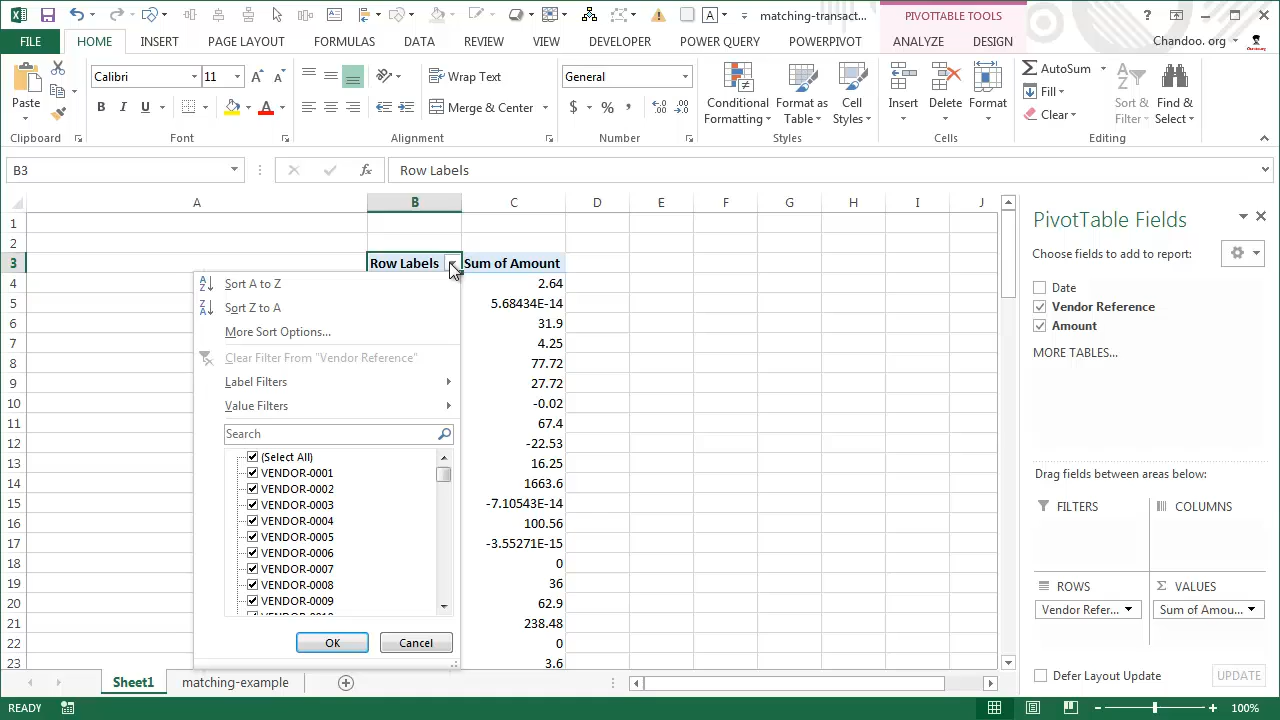 matching-transact...
PIVOTTABLE TOOLS
FILE HOME INSERT PAGE LAYOUT FORMULAS DATA REVIEW VIEW DEVELOPER POWER QUERY POWERPIVOT ANALYZE DESIGN Chandoo. org
Calibri 11 Wrap Text General AutoSum
Paste B I U Merge & Center $ % , Conditional Formatting Format as Table Cell Styles Insert Delete Format Fill Clear Sort & Filter Find & Select
Clipboard Font Alignment Number Styles Cells Editing
B3 fx Row Labels
A B C D E F G H I J
1
2
3 Row Labels Sum of Amount
4 2.64
5 5.68434E-14
6 31.9
7 4.25
8 77.72
9 27.72
10 -0.02
11 67.4
12 -22.53
13 16.25
14 1663.6
15 -7.10543E-14
16 100.56
17 -3.55271E-15
18 0
19 36
20 62.9
21 238.48
22 0
23 3.6
Sort A to Z
Sort Z to A
More Sort Options...
Clear Filter From "Vendor Reference"
Label Filters
Value Filters
Search
(Select All)
VENDOR-0001
VENDOR-0002
VENDOR-0003
VENDOR-0004
VENDOR-0005
VENDOR-0006
VENDOR-0007
VENDOR-0008
VENDOR-0009
OK Cancel
PivotTable Fields
Choose fields to add to report:
Date
Vendor Reference
Amount
MORE TABLES...
Drag fields between areas below:
FILTERS COLUMNS
ROWS VALUES
Vendor Refer... Sum of Amou...
Defer Layout Update UPDATE
Sheet1 matching-example
READY 100%